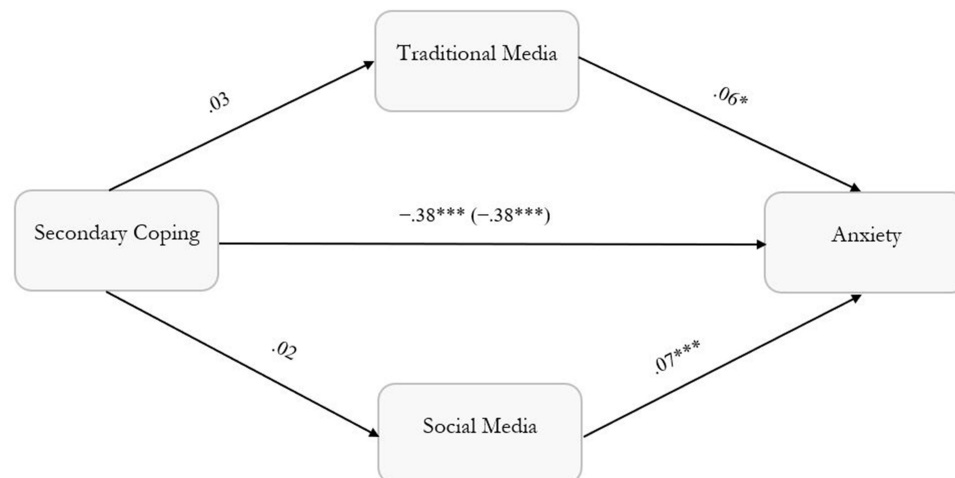 Traditional Media
.03
.06*
−.38*** (−.38***)
Secondary Coping
Anxiety
.02
.07***
Social Media